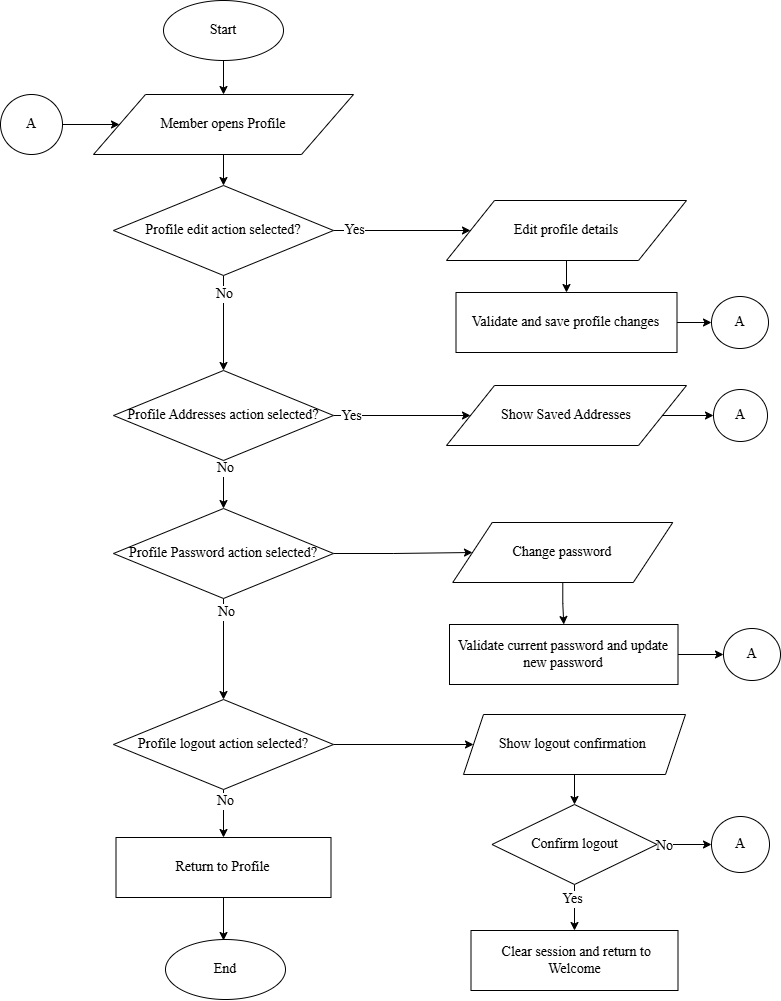 Start
A
Member opens Profile
Profile edit action selected?
Yes
Edit profile details
No
Validate and save profile changes
A
Profile Addresses action selected?
Yes
Show Saved Addresses
A
No
Profile Password action selected?
Change password
No
Validate current password and update
new password
A
Profile logout action selected?
Show logout confirmation
No
Confirm logout
No
A
Return to Profile
Yes
Clear session and return to
Welcome
End